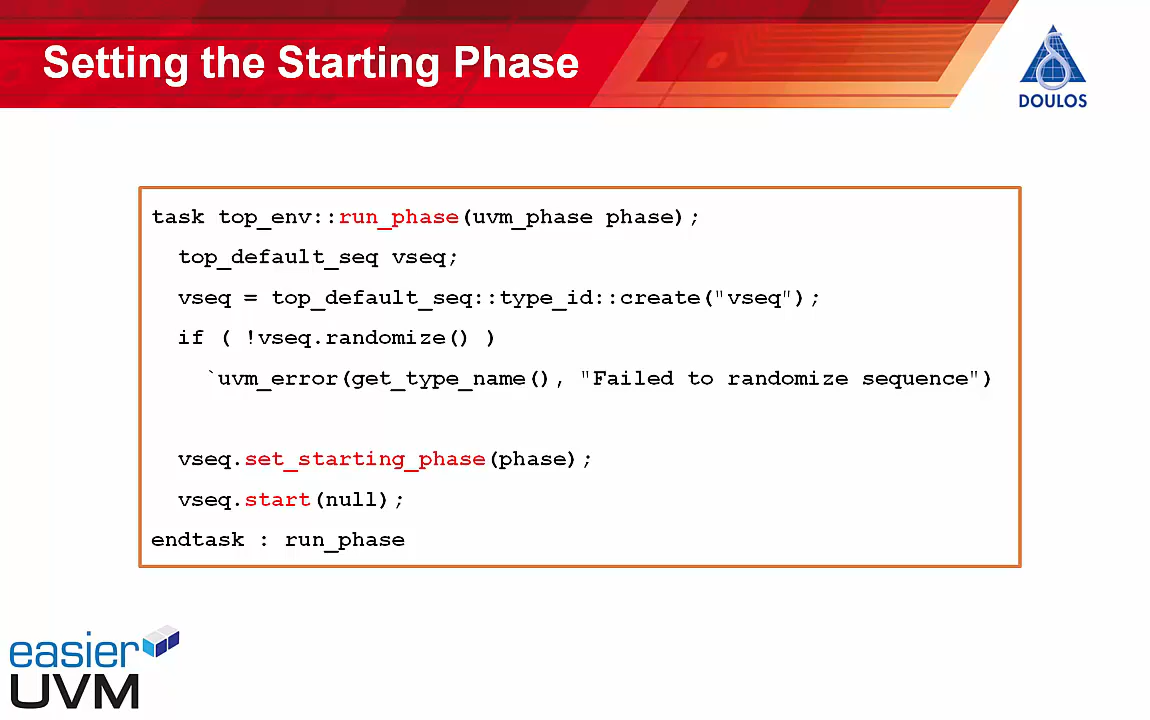 Setting the Starting Phase
DOULOS
task top_env::run_phase(uvm_phase phase);
top_default_seq vseq;
vseq = top_default_seq::type_id::create("vseq");
if ( !vseq.randomize() )
`uvm_error(get_type_name(), "Failed to randomize sequence")
vseq.set_starting_phase(phase);
vseq.start(null);
endtask : run_phase
easier
UVM